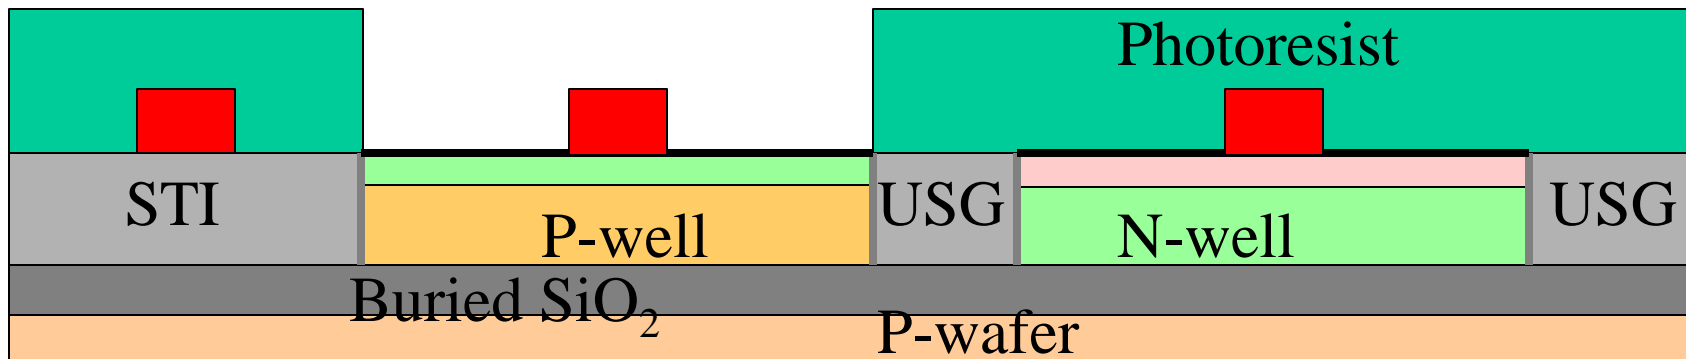 Photoresist
STI
P-well
USG
N-well
USG
Buried SiO₂
P-wafer